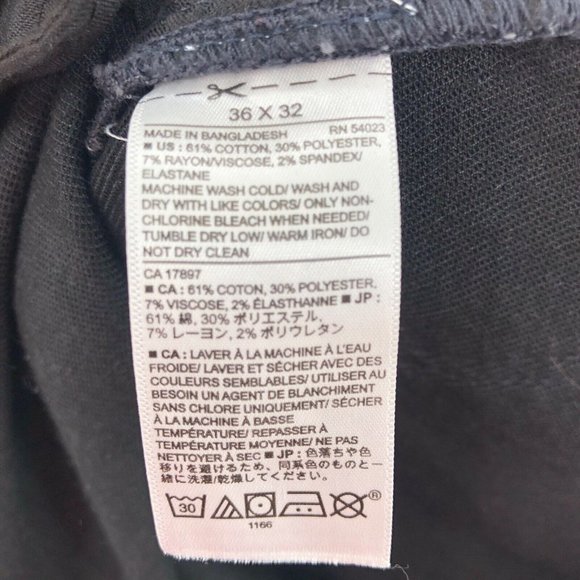 36 X 32
MADE IN BANGLADESH RN 54023
■ US : 61% COTTON, 30% POLYESTER,
7% RAYON/VISCOSE, 2% SPANDEX/
ELASTANE
MACHINE WASH COLD/ WASH AND
DRY WITH LIKE COLORS/ ONLY NON-
CHLORINE BLEACH WHEN NEEDED/
TUMBLE DRY LOW/ WARM IRON/ DO
NOT DRY CLEAN
CA 17897
■ CA : 61% COTON, 30% POLYESTER,
7% VISCOSE, 2% ÉLASTHANNE ■ JP :
61% 綿, 30% ポリエステル,
7% レーヨン, 2% ポリウレタン
■ CA : LAVER À LA MACHINE À L'EAU
FROIDE/ LAVER ET SÉCHER AVEC DES
COULEURS SEMBLABLES/ UTILISER AU
BESOIN UN AGENT DE BLANCHIMENT
SANS CHLORE UNIQUEMENT/ SÉCHER
À LA MACHINE À BASSE
TEMPÉRATURE/ REPASSER À
TEMPÉRATURE MOYENNE/ NE PAS
NETTOYER À SEC ■ JP : 色落ちや色
移りを避けるため、同系色のものと一
緒に洗濯/乾燥してください。
30 ®
1166